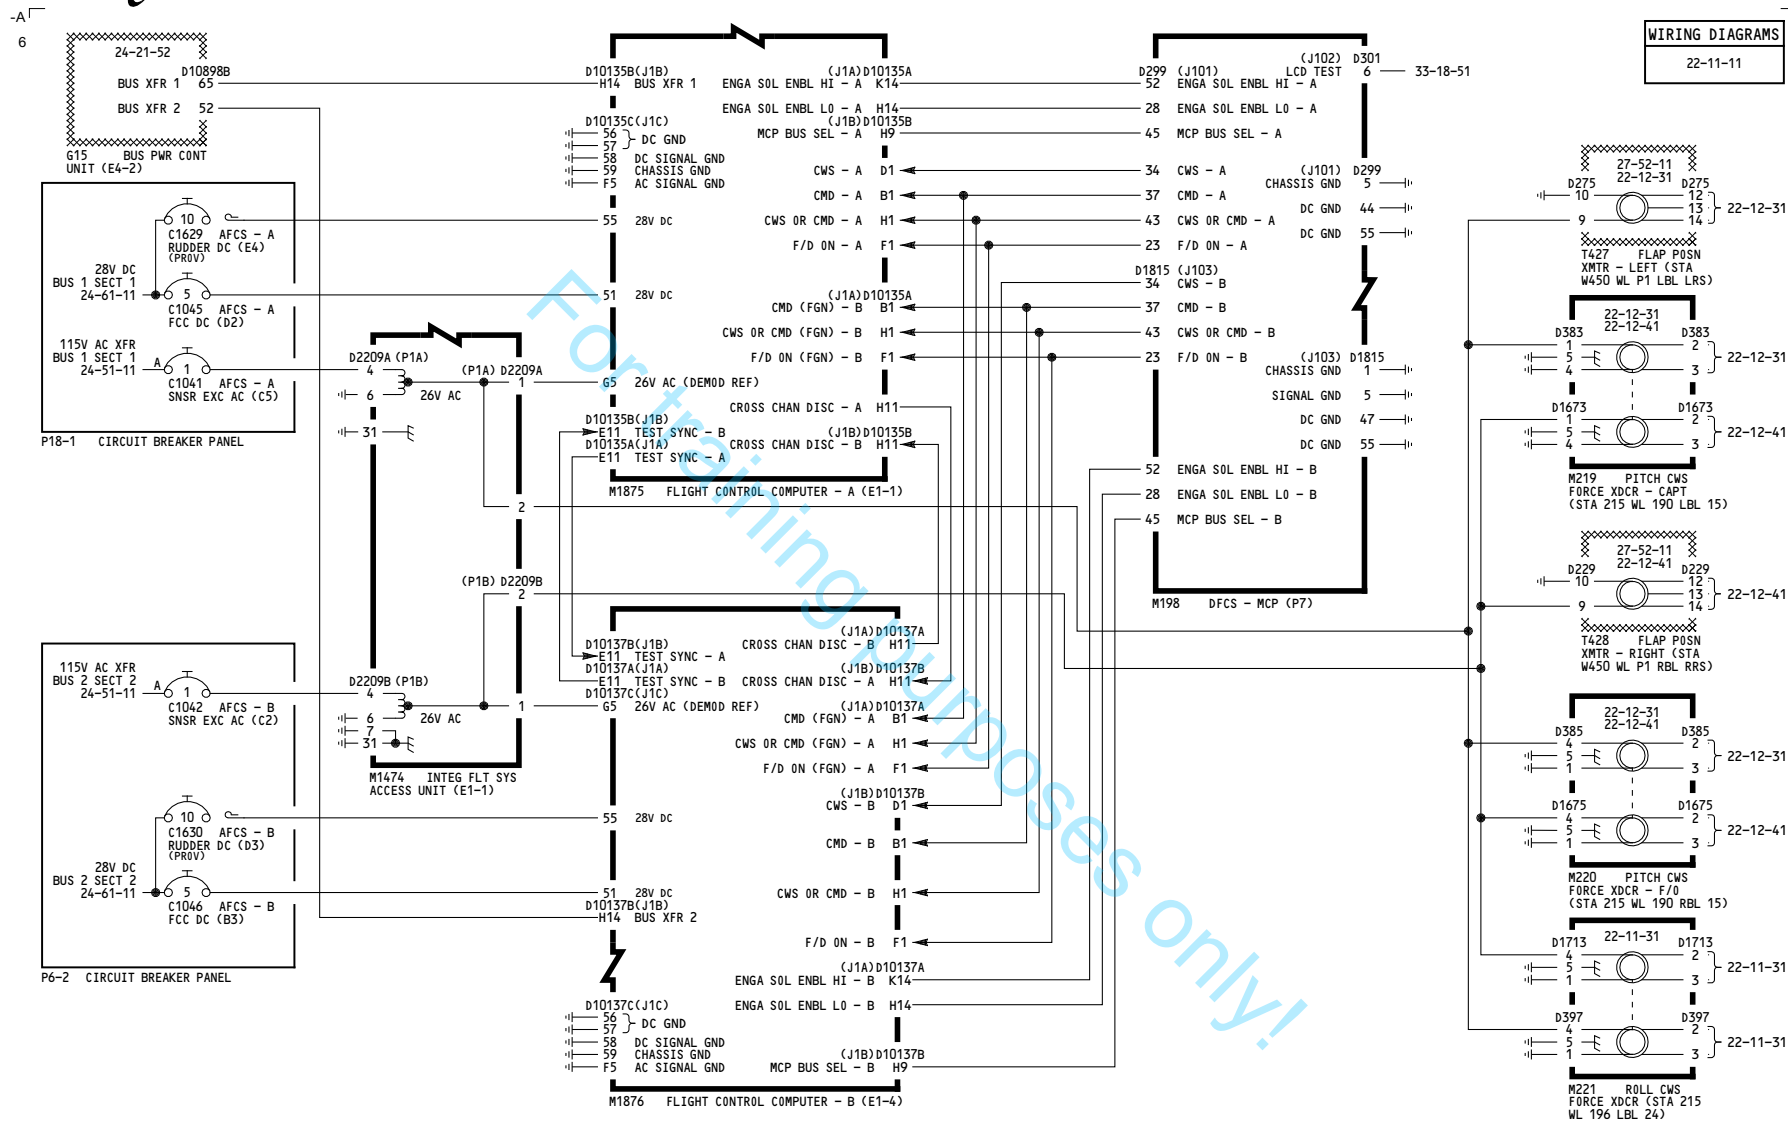 -A
6
WIRING DIAGRAMS
22-11-11
24-21-52
D10898B
BUS XFR 1 65
BUS XFR 2 52
G15 BUS PWR CONT
UNIT (E4-2)
10
C1629 AFCS - A
RUDDER DC (E4)
(PROV)
28V DC
BUS 1 SECT 1
24-61-11
5
C1045 AFCS - A
FCC DC (D2)
115V AC XFR
BUS 1 SECT 1
24-51-11
A
1
C1041 AFCS - A
SNSR EXC AC (C5)
P18-1 CIRCUIT BREAKER PANEL
115V AC XFR
BUS 2 SECT 2
24-51-11
A
1
C1042 AFCS - B
SNSR EXC AC (C2)
10
C1630 AFCS - B
RUDDER DC (D3)
(PROV)
28V DC
BUS 2 SECT 2
24-61-11
5
C1046 AFCS - B
FCC DC (B3)
P6-2 CIRCUIT BREAKER PANEL
D2209A (P1A)
4
6
26V AC
31
(P1A) D2209A
1
2
(P1B) D2209B
2
D2209B (P1B)
4
6
7
31
26V AC
1
M1474 INTEG FLT SYS
ACCESS UNIT (E1-1)
D10135B(J1B)
H14 BUS XFR 1
D10135C(J1C)
56
57
DC GND
58 DC SIGNAL GND
59 CHASSIS GND
F5 AC SIGNAL GND
55 28V DC
51 28V DC
G5 26V AC (DEMOD REF)
D10135B(J1B)
E11 TEST SYNC - B
D10135A(J1A)
E11 TEST SYNC - A
(J1A)D10135A
ENGA SOL ENBL HI - A K14
ENGA SOL ENBL LO - A H14
(J1B)D10135B
MCP BUS SEL - A H9
CWS - A D1
CMD - A B1
CWS OR CMD - A H1
F/D ON - A F1
(J1A)D10135A
CMD (FGN) - B B1
CWS OR CMD (FGN) - B H1
F/D ON (FGN) - B F1
CROSS CHAN DISC - A H11
(J1B)D10135B
CROSS CHAN DISC - B H11
M1875 FLIGHT CONTROL COMPUTER - A (E1-1)
D10137B(J1B)
E11 TEST SYNC - A
D10137A(J1A)
E11 TEST SYNC - B
D10137C(J1C)
G5 26V AC (DEMOD REF)
55 28V DC
51 28V DC
D10137B(J1B)
H14 BUS XFR 2
D10137C(J1C)
56
57
DC GND
58 DC SIGNAL GND
59 CHASSIS GND
F5 AC SIGNAL GND
(J1A)D10137A
CROSS CHAN DISC - B H11
(J1B)D10137B
CROSS CHAN DISC - A H11
(J1A)D10137A
CMD (FGN) - A B1
CWS OR CMD (FGN) - A H1
F/D ON (FGN) - A F1
(J1B)D10137B
CWS - B D1
CMD - B B1
CWS OR CMD - B H1
F/D ON - B F1
(J1A)D10137A
ENGA SOL ENBL HI - B K14
ENGA SOL ENBL LO - B H14
(J1B)D10137B
MCP BUS SEL - B H9
M1876 FLIGHT CONTROL COMPUTER - B (E1-4)
D299 (J101)
52 ENGA SOL ENBL HI - A
28 ENGA SOL ENBL LO - A
45 MCP BUS SEL - A
34 CWS - A
37 CMD - A
43 CWS OR CMD - A
23 F/D ON - A
D1815 (J103)
34 CWS - B
37 CMD - B
43 CWS OR CMD - B
23 F/D ON - B
52 ENGA SOL ENBL HI - B
28 ENGA SOL ENBL LO - B
45 MCP BUS SEL - B
(J102) D301
LCD TEST 6 33-18-51
(J101) D299
CHASSIS GND 5
DC GND 44
DC GND 55
(J103) D1815
CHASSIS GND 1
SIGNAL GND 5
DC GND 47
DC GND 55
M198 DFCS - MCP (P7)
27-52-11
22-12-31
D275 D275
10 12
13 22-12-31
9 14
T427 FLAP POSN
XMTR - LEFT (STA
W450 WL P1 LBL LRS)
22-12-31
22-12-41
D383 D383
1 2
5 22-12-31
4 3
D1673 D1673
1 2
5 22-12-41
4 3
M219 PITCH CWS
FORCE XDCR - CAPT
(STA 215 WL 190 LBL 15)
27-52-11
22-12-41
D229 D229
10 12
13 22-12-41
9 14
T428 FLAP POSN
XMTR - RIGHT (STA
W450 WL P1 RBL RRS)
22-12-31
22-12-41
D385 D385
4 2
5 22-12-31
1 3
D1675 D1675
4 2
5 22-12-41
1 3
M220 PITCH CWS
FORCE XDCR - F/O
(STA 215 WL 190 RBL 15)
22-11-31
D1713 D1713
4 2
5 22-11-31
1 3
D397 D397
4 2
5 22-11-31
1 3
M221 ROLL CWS
FORCE XDCR (STA 215
WL 196 LBL 24)
For training purposes only!